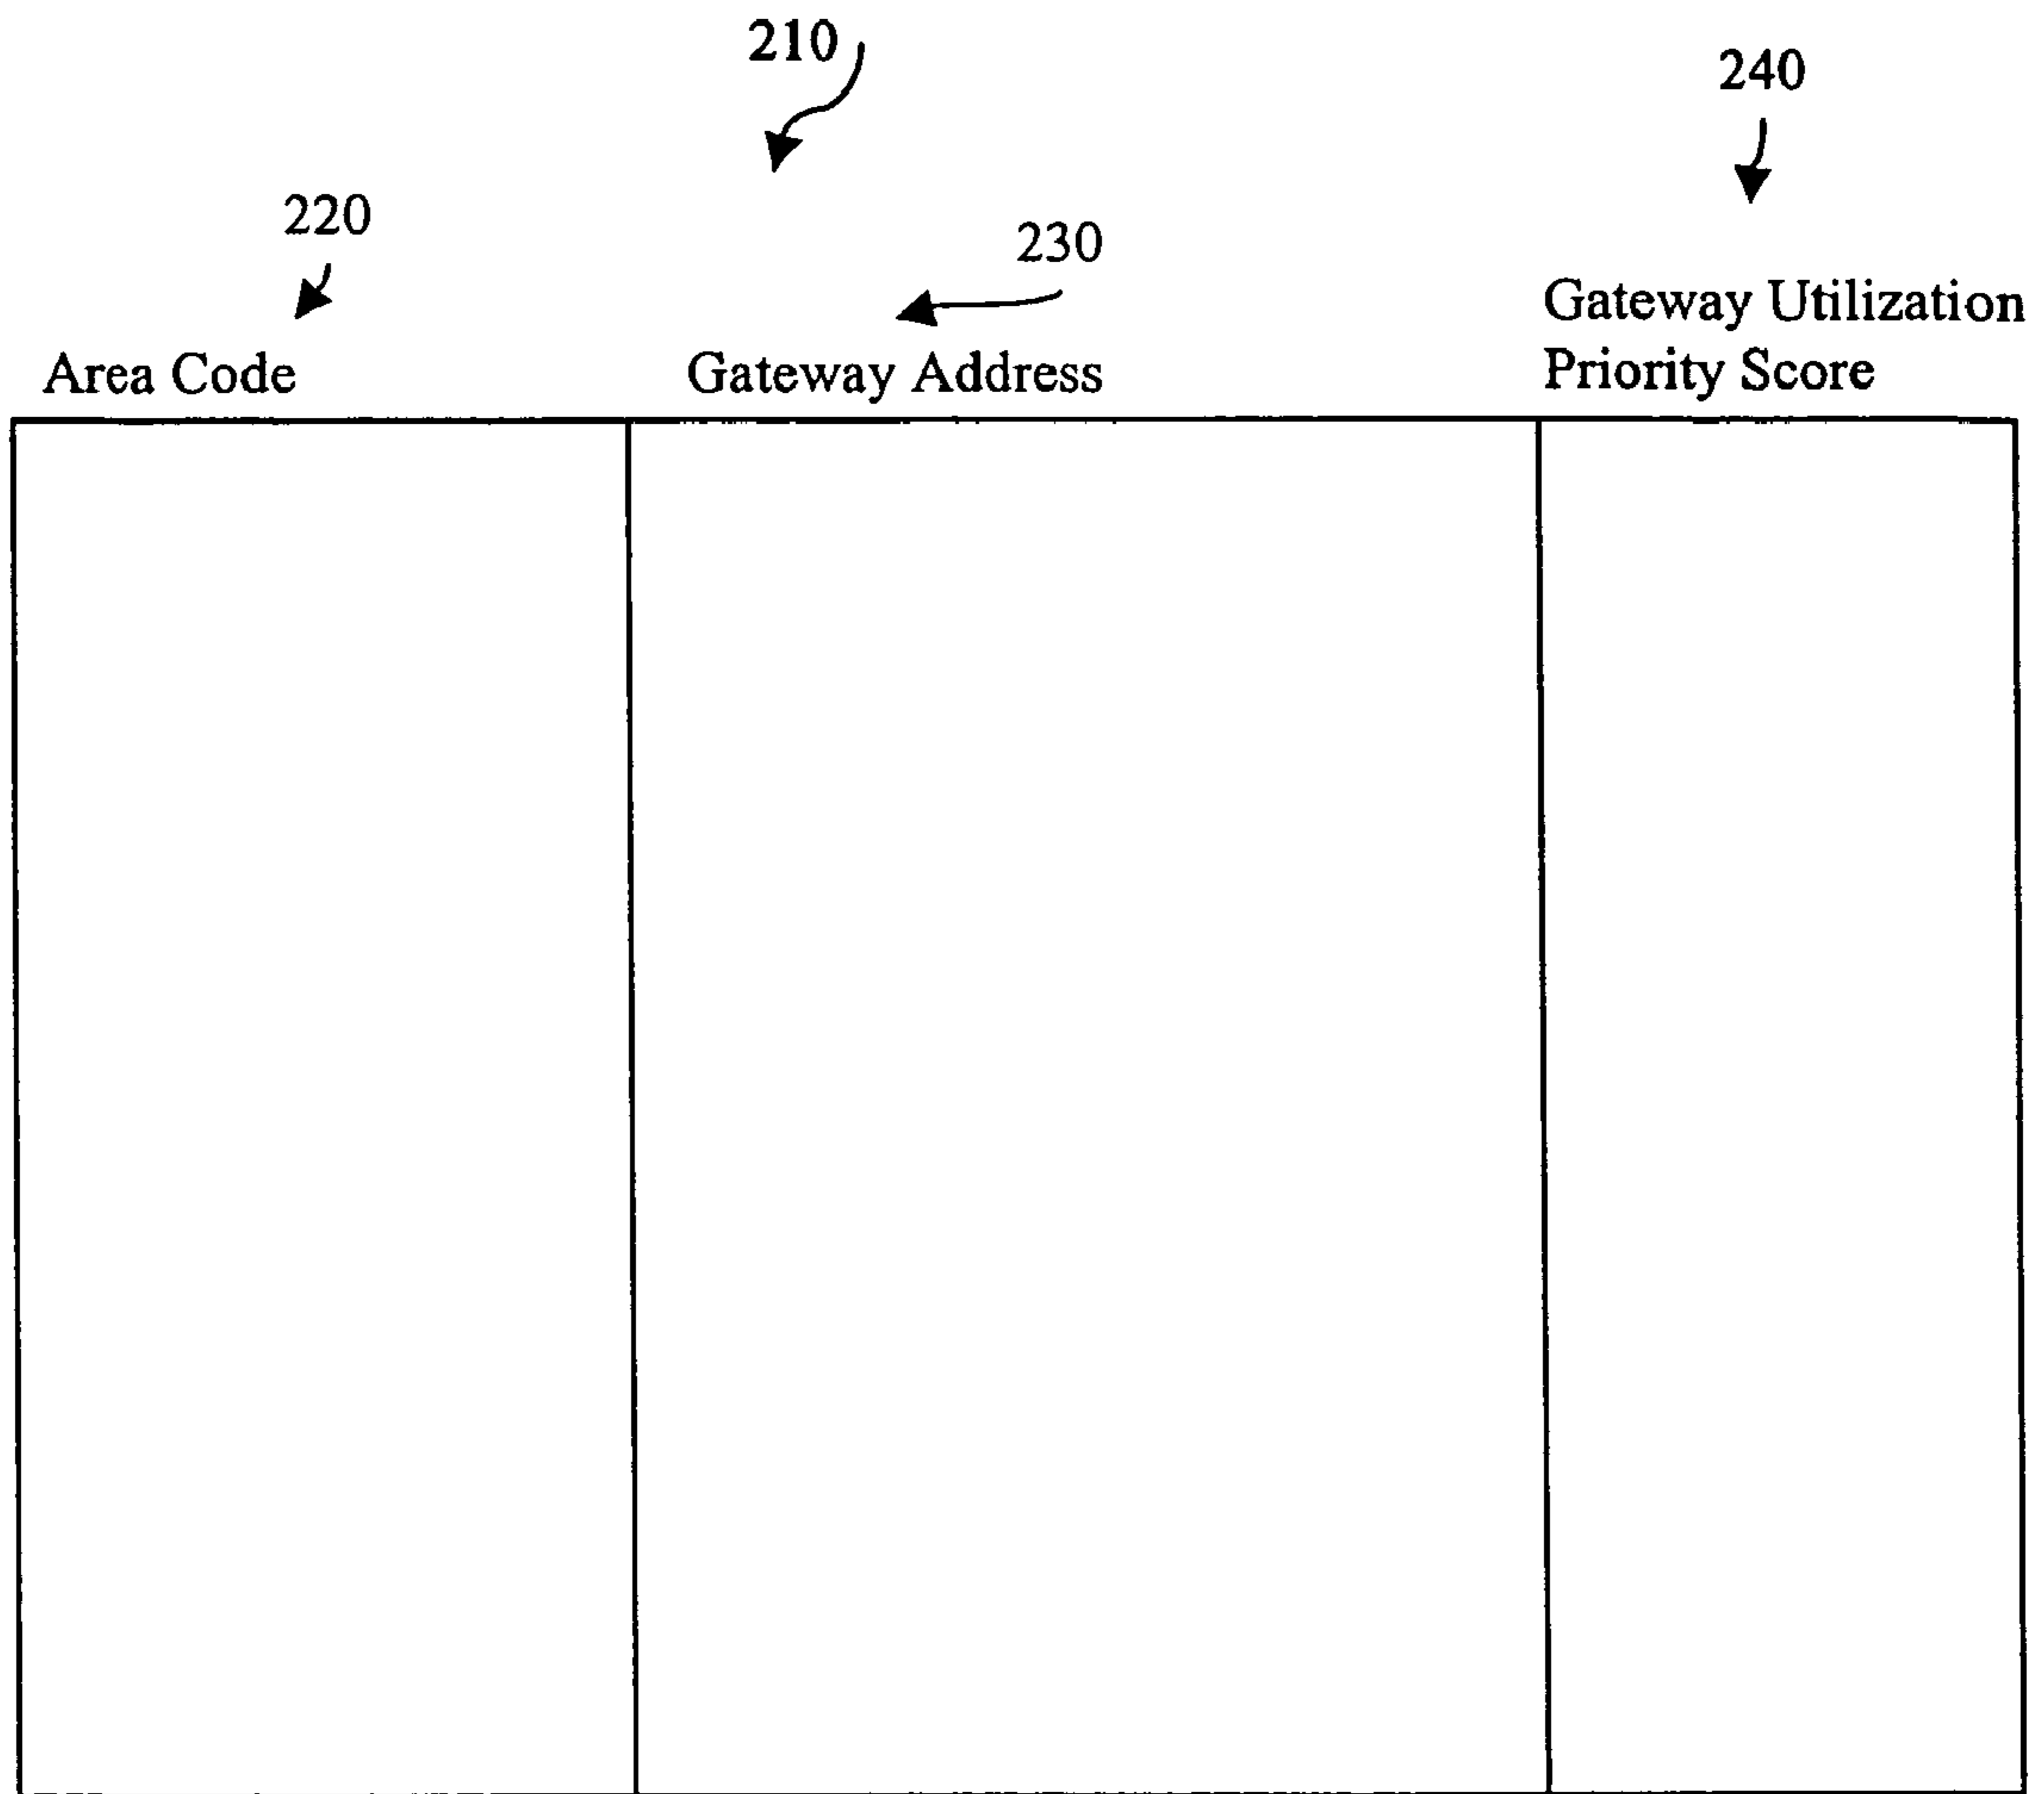 210
240
220
230
Gateway Utilization
Area Code
Gateway Address
Priority Score